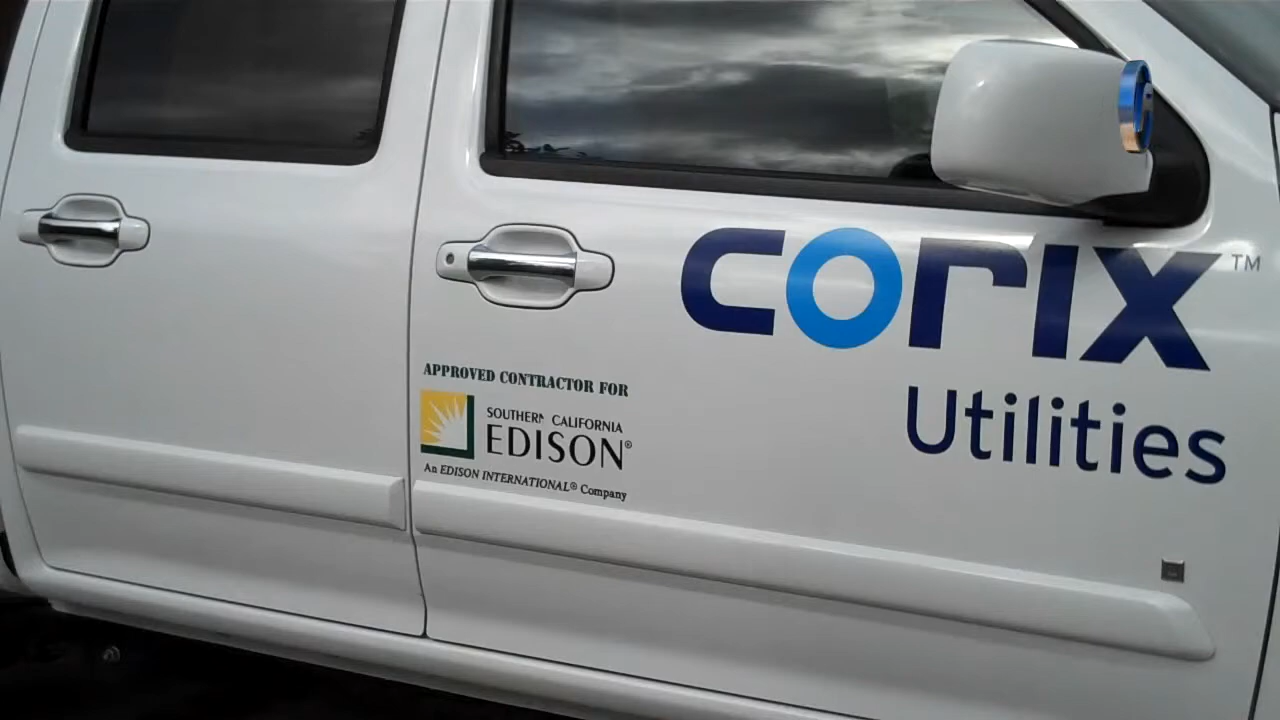 corix™
Utilities
APPROVED CONTRACTOR FOR
SOUTHERN CALIFORNIA
EDISON®
An EDISON INTERNATIONAL® Company